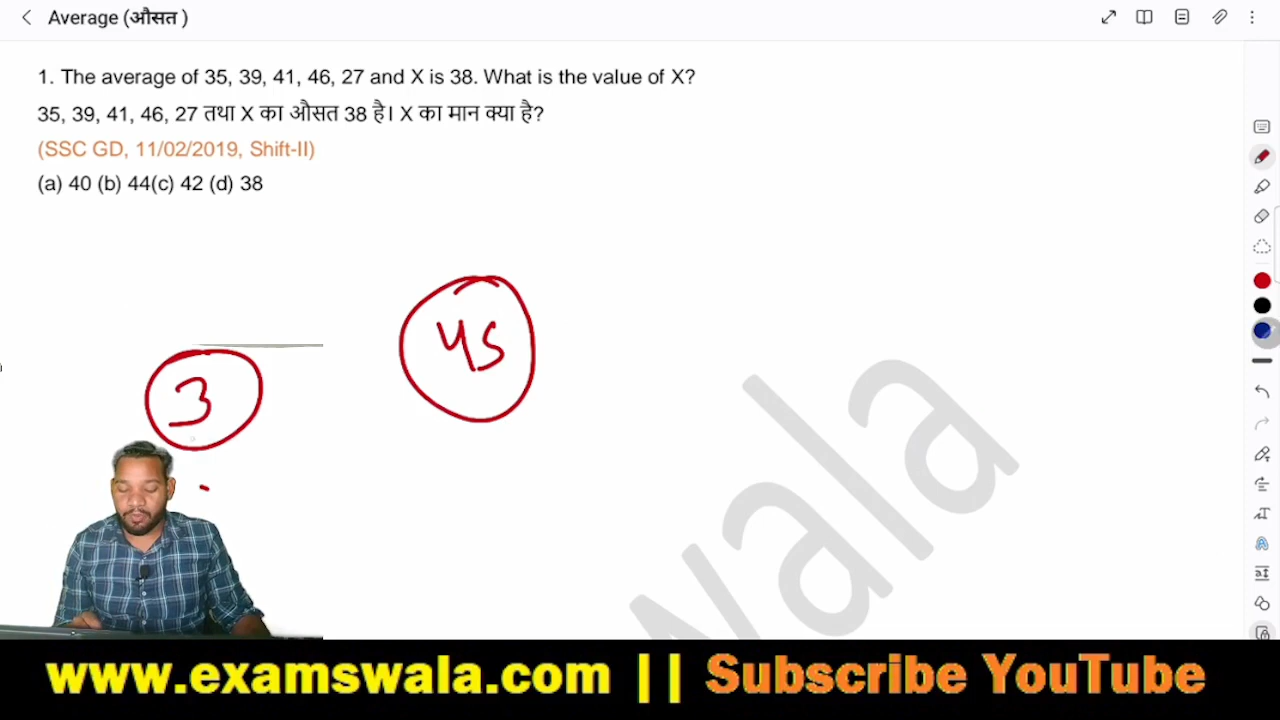 Average (औसत )
1. The average of 35, 39, 41, 46, 27 and X is 38. What is the value of X?
35, 39, 41, 46, 27 तथा X का औसत 38 है। X का मान क्या है?
(SSC GD, 11/02/2019, Shift-II)
(a) 40 (b) 44(c) 42 (d) 38
45
3
wala
www.examswala.com || Subscribe YouTube